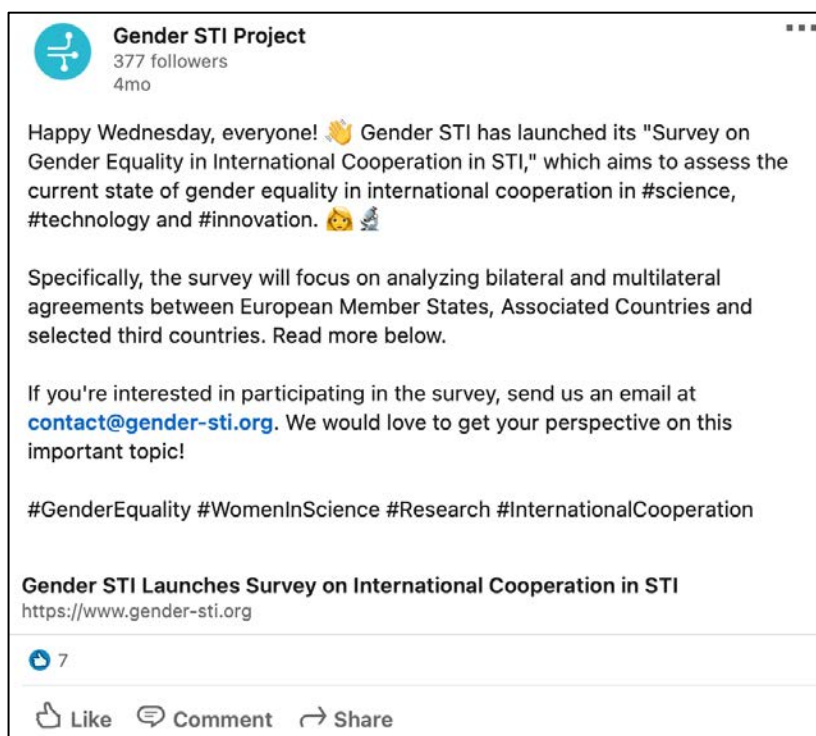 Gender STI Project
377 followers
4mo
Happy Wednesday, everyone! 👋 Gender STI has launched its "Survey on
Gender Equality in International Cooperation in STI," which aims to assess the
current state of gender equality in international cooperation in #science,
#technology and #innovation. 👩 🔬
Specifically, the survey will focus on analyzing bilateral and multilateral
agreements between European Member States, Associated Countries and
selected third countries. Read more below.
If you're interested in participating in the survey, send us an email at
contact@gender-sti.org. We would love to get your perspective on this
important topic!
#GenderEquality #WomenInScience #Research #InternationalCooperation
Gender STI Launches Survey on International Cooperation in STI
https://www.gender-sti.org
7
Like Comment Share